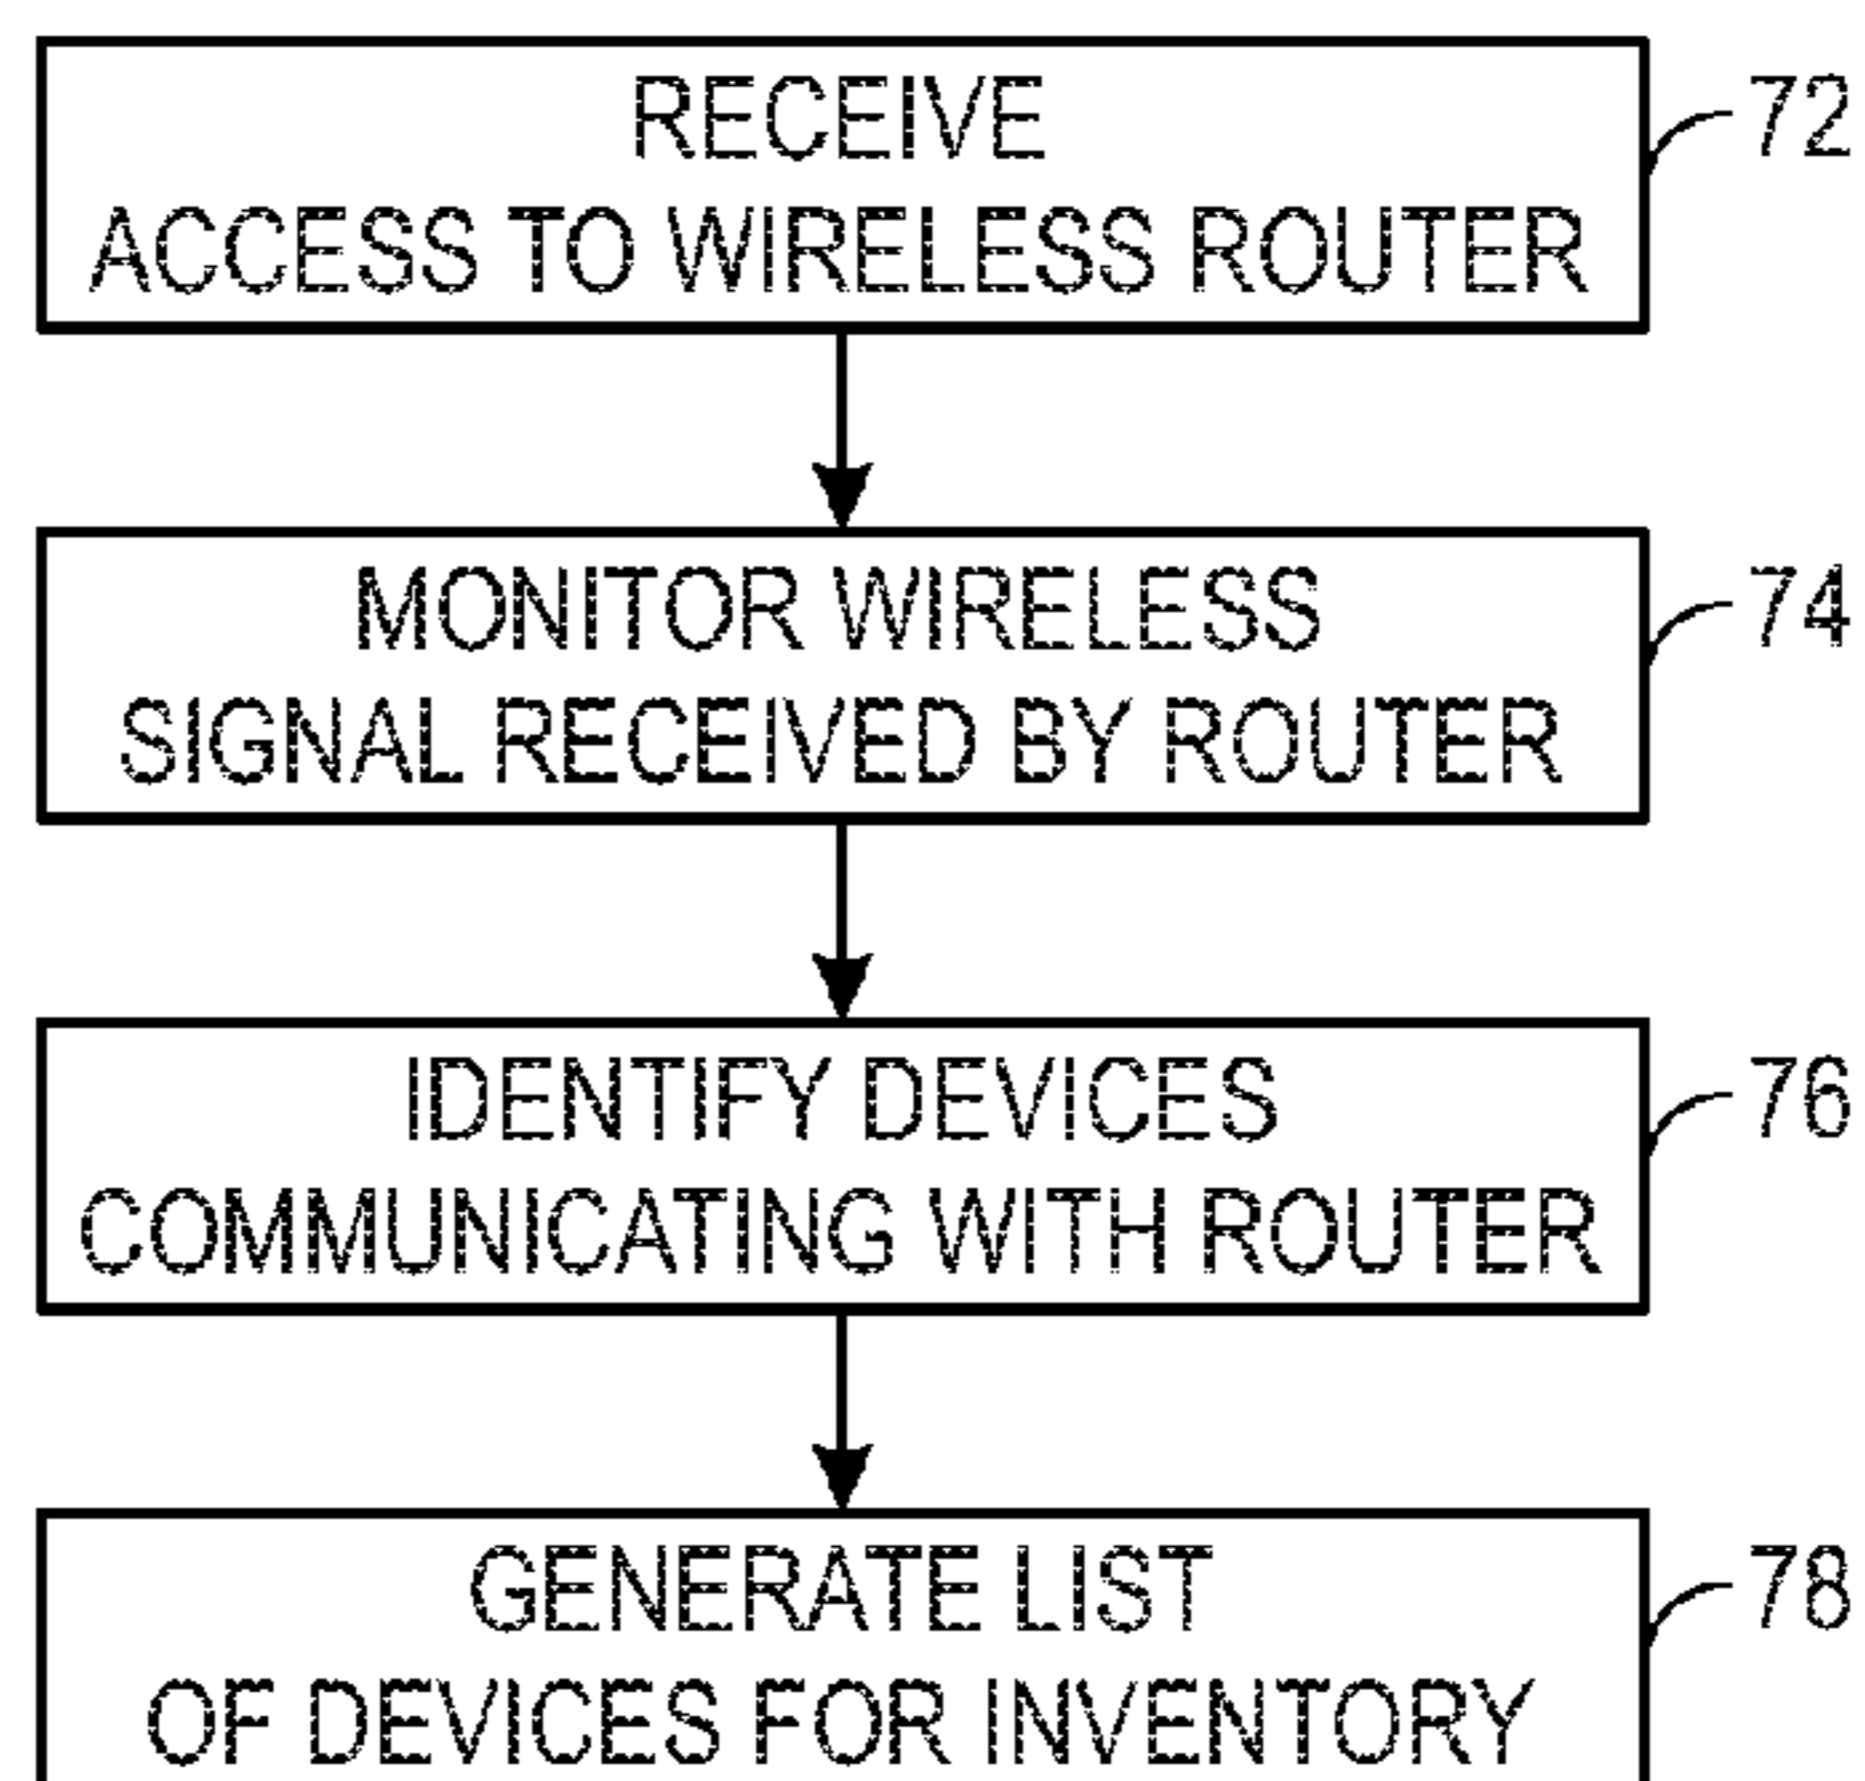 RECEIVE
ACCESS TO WIRELESS ROUTER
72
MONITOR WIRELESS
SIGNAL RECEIVED BY ROUTER
74
IDENTIFY DEVICES
COMMUNICATING WITH ROUTER
76
GENERATE LIST
OF DEVICES FOR INVENTORY
78